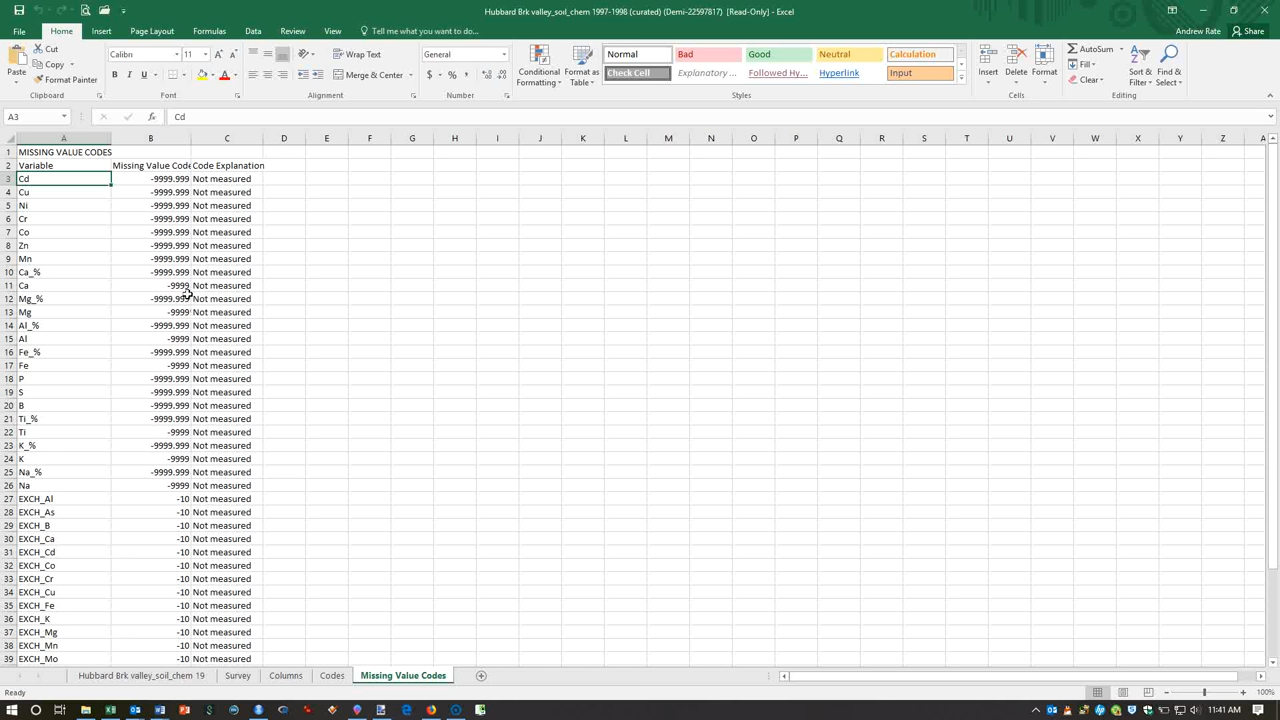 Hubbard Brk valley_soil_chem 1997-1998 (curated) (Demi-22597817) [Read-Only] - Excel
File Home Insert Page Layout Formulas Data Review View Tell me what you want to do... Andrew Rate Share
Paste Cut Copy Format Painter Clipboard
Calibri 11 B I U Font
Wrap Text Merge & Center Alignment
General $ % , Number
Conditional Formatting Format as Table
Normal Bad Good Neutral Calculation
Check Cell Explanatory ... Followed Hy... Hyperlink Input
Styles
Insert Delete Format Cells
AutoSum Fill Clear Sort & Filter Find & Select Editing
A3 fx Cd
A B C D E F G H I J K L M N O P Q R S T U V W X Y Z A
1 MISSING VALUE CODES
2 Variable Missing Value Code Code Explanation
3 Cd -9999.999 Not measured
4 Cu -9999.999 Not measured
5 Ni -9999.999 Not measured
6 Cr -9999.999 Not measured
7 Co -9999.999 Not measured
8 Zn -9999.999 Not measured
9 Mn -9999.999 Not measured
10 Ca_% -9999.999 Not measured
11 Ca -9999 Not measured
12 Mg_% -9999.999 Not measured
13 Mg -9999 Not measured
14 Al_% -9999.999 Not measured
15 Al -9999 Not measured
16 Fe_% -9999.999 Not measured
17 Fe -9999 Not measured
18 P -9999.999 Not measured
19 S -9999.999 Not measured
20 B -9999.999 Not measured
21 Ti_% -9999.999 Not measured
22 Ti -9999 Not measured
23 K_% -9999.999 Not measured
24 K -9999 Not measured
25 Na_% -9999.999 Not measured
26 Na -9999 Not measured
27 EXCH_Al -10 Not measured
28 EXCH_As -10 Not measured
29 EXCH_B -10 Not measured
30 EXCH_Ca -10 Not measured
31 EXCH_Cd -10 Not measured
32 EXCH_Co -10 Not measured
33 EXCH_Cr -10 Not measured
34 EXCH_Cu -10 Not measured
35 EXCH_Fe -10 Not measured
36 EXCH_K -10 Not measured
37 EXCH_Mg -10 Not measured
38 EXCH_Mn -10 Not measured
39 EXCH_Mo -10 Not measured
Hubbard Brk valley_soil_chem 19 Survey Columns Codes Missing Value Codes
Ready 100%
11:41 AM